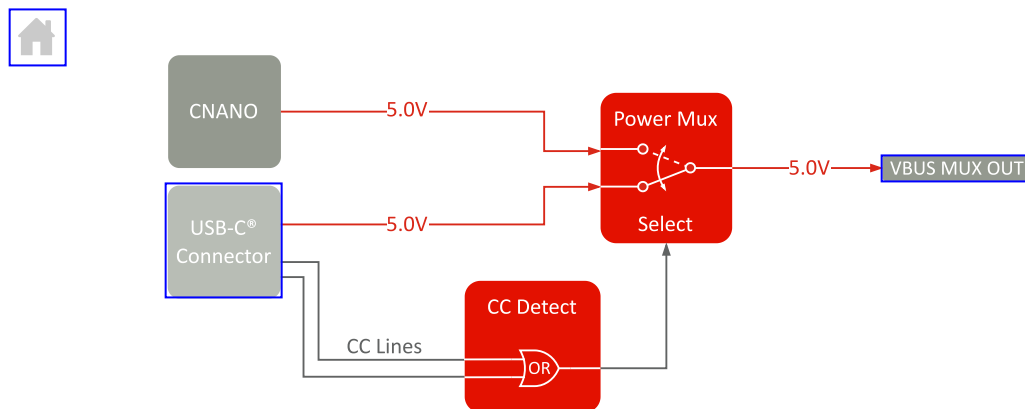 CNANO
5.0V
Power Mux
5.0V
VBUS MUX OUT
USB-C®
Connector
5.0V
Select
CC Detect
CC Lines
OR